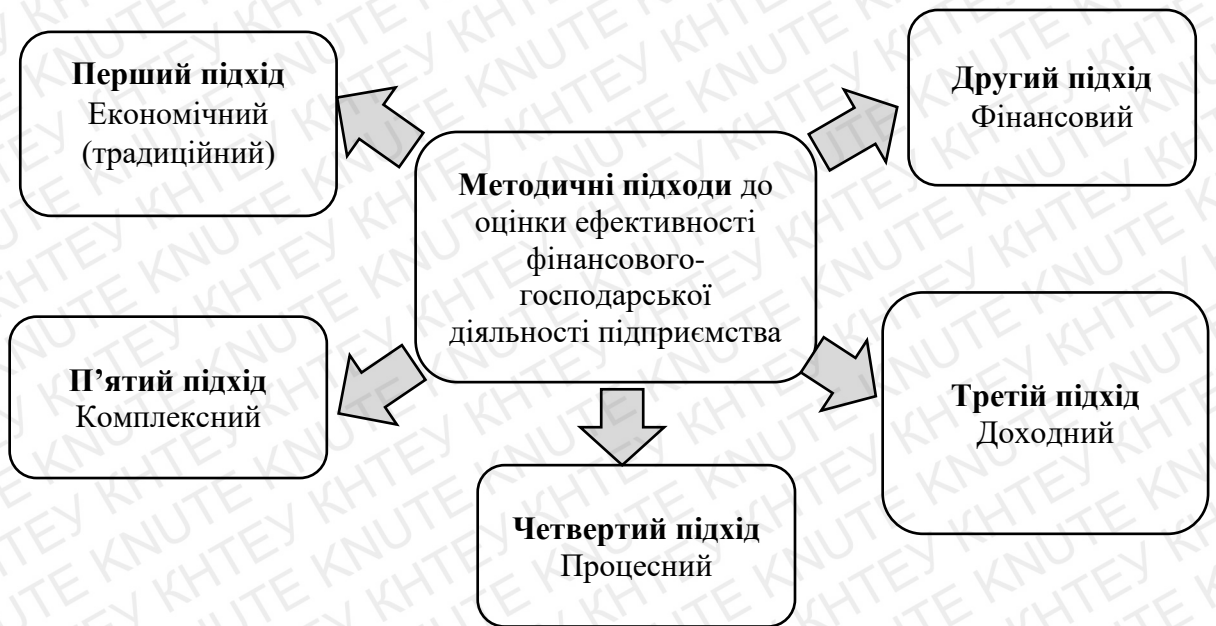 Перший підхід
Економічний
(традиційний)
Другий підхід
Фінансовий
Методичні підходи до
оцінки ефективності
фінансового-
господарської
діяльності підприємства
П’ятий підхід
Комплексний
Третій підхід
Доходний
Четвертий підхід
Процесний